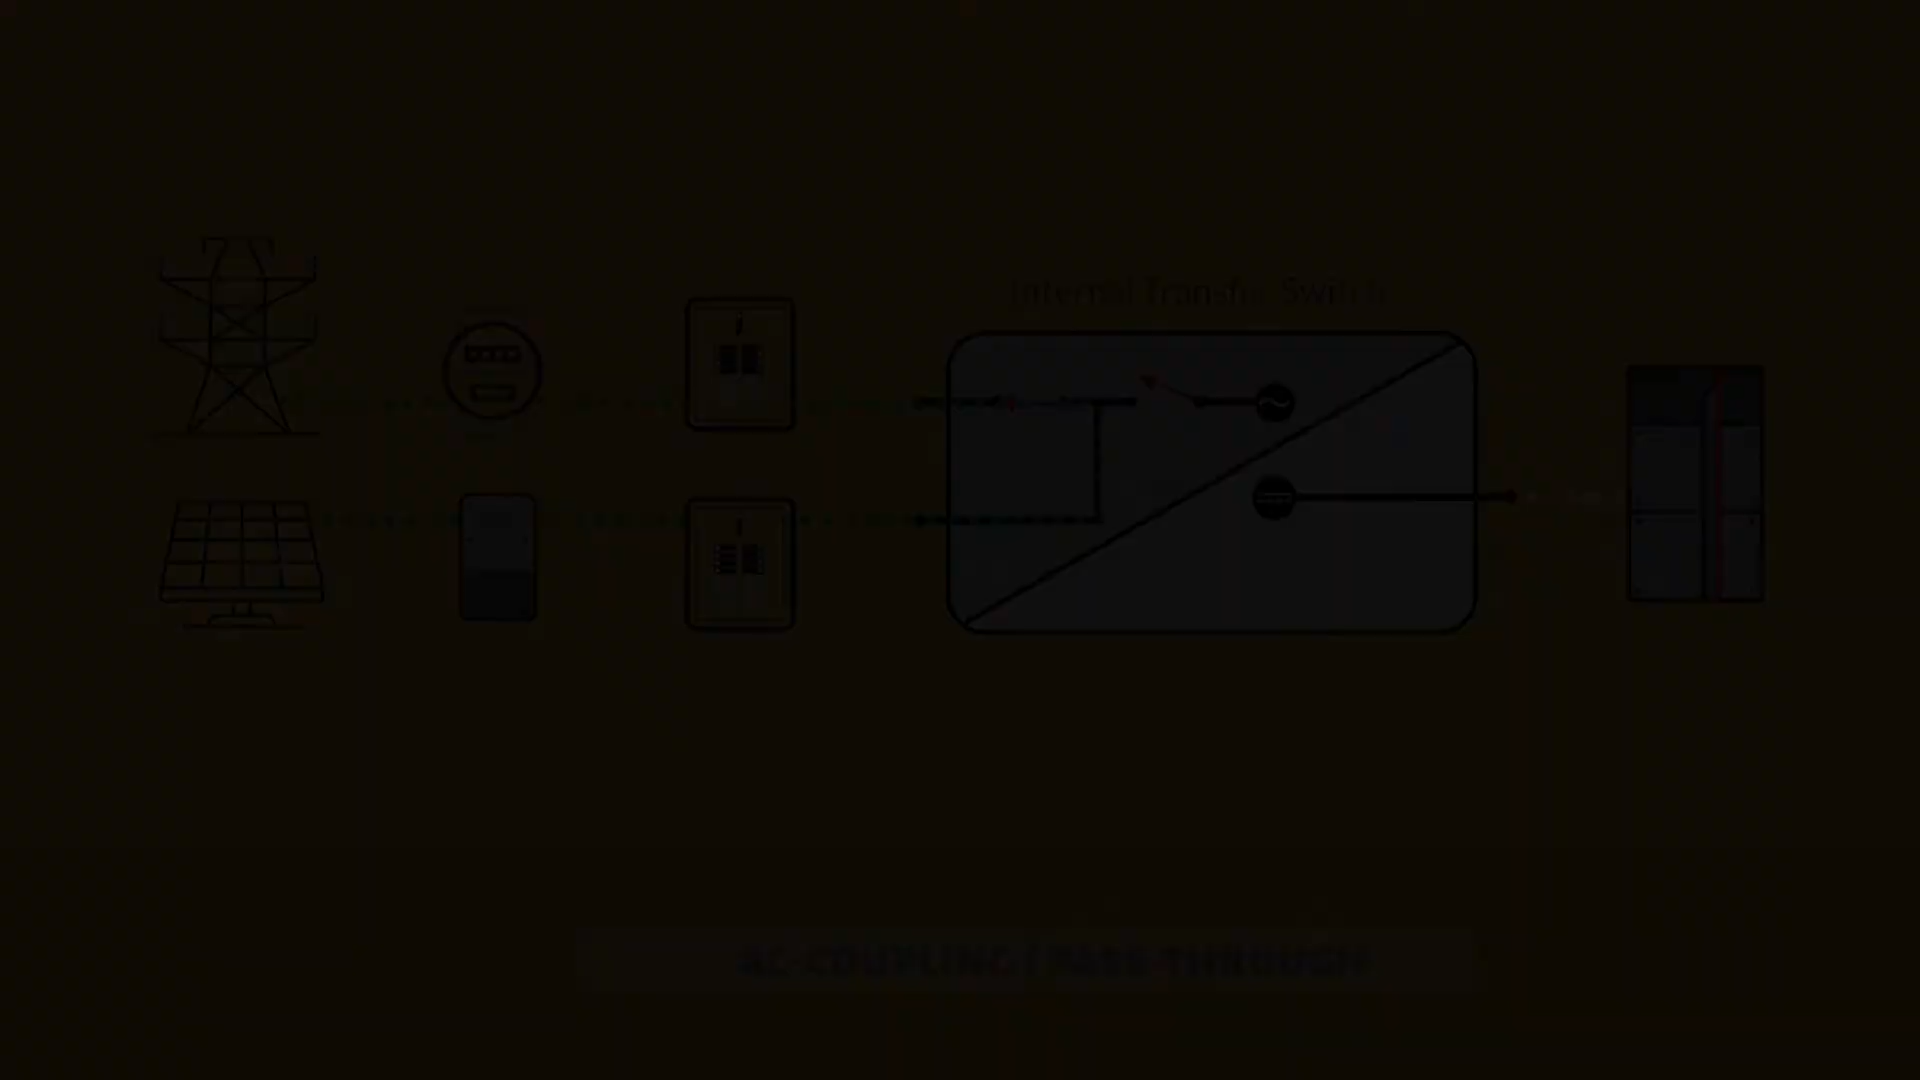 Internal Transfer Switch
AC-COUPLING / PASS-THROUGH